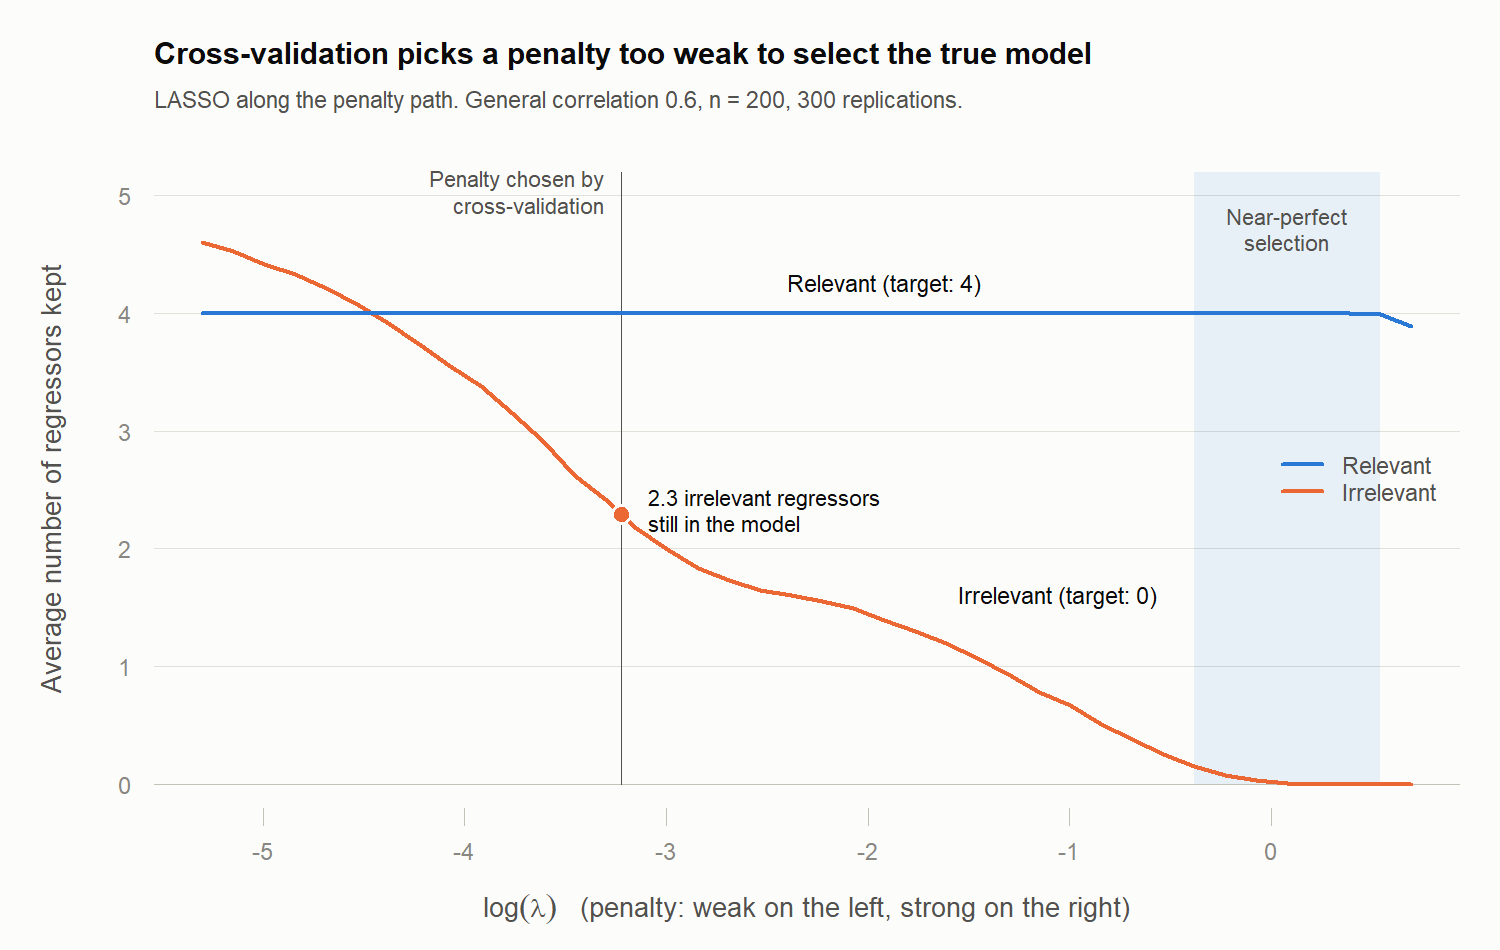 Cross-validation picks a penalty too weak to select the true model
LASSO along the penalty path. General correlation 0.6, n = 200, 300 replications.
Penalty chosen by
cross-validation
Near-perfect
selection
Relevant (target: 4)
2.3 irrelevant regressors
still in the model
Irrelevant (target: 0)
Relevant
Irrelevant
Average number of regressors kept
5
4
3
2
1
0
-5
-4
-3
-2
-1
0
log(λ) (penalty: weak on the left, strong on the right)